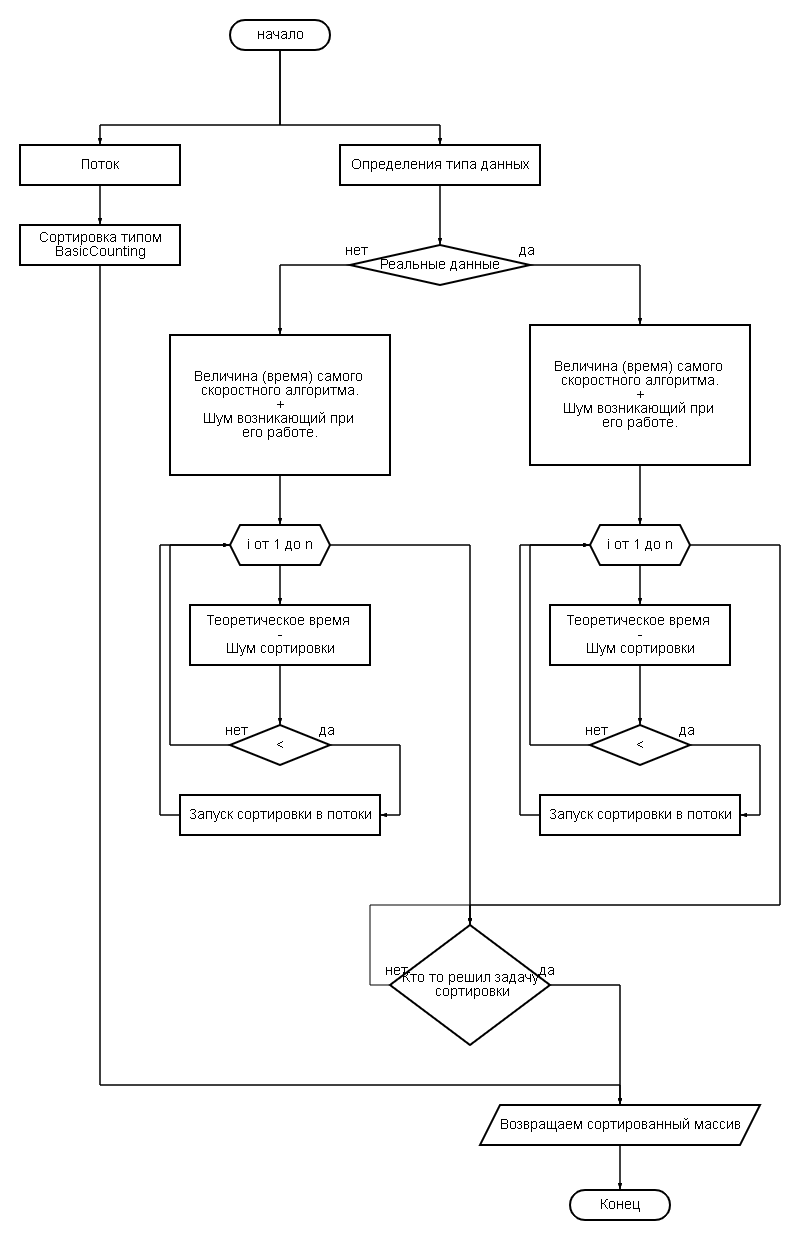 начало
Поток
Определения типа данных
Сортировка типом
BasicCounting
нет
да
Реальные данные
Величина (время) самого
скоростного алгоритма.
+
Шум возникающий при
его работе.
Величина (время) самого
скоростного алгоритма.
+
Шум возникающий при
его работе.
i от 1 до n
i от 1 до n
Теоретическое время
-
Шум сортировки
Теоретическое время
-
Шум сортировки
нет
да
<
нет
да
<
Запуск сортировки в потоки
Запуск сортировки в потоки
нет
да
Кто то решил задачу
сортировки
Возвращаем сортированный массив
Конец